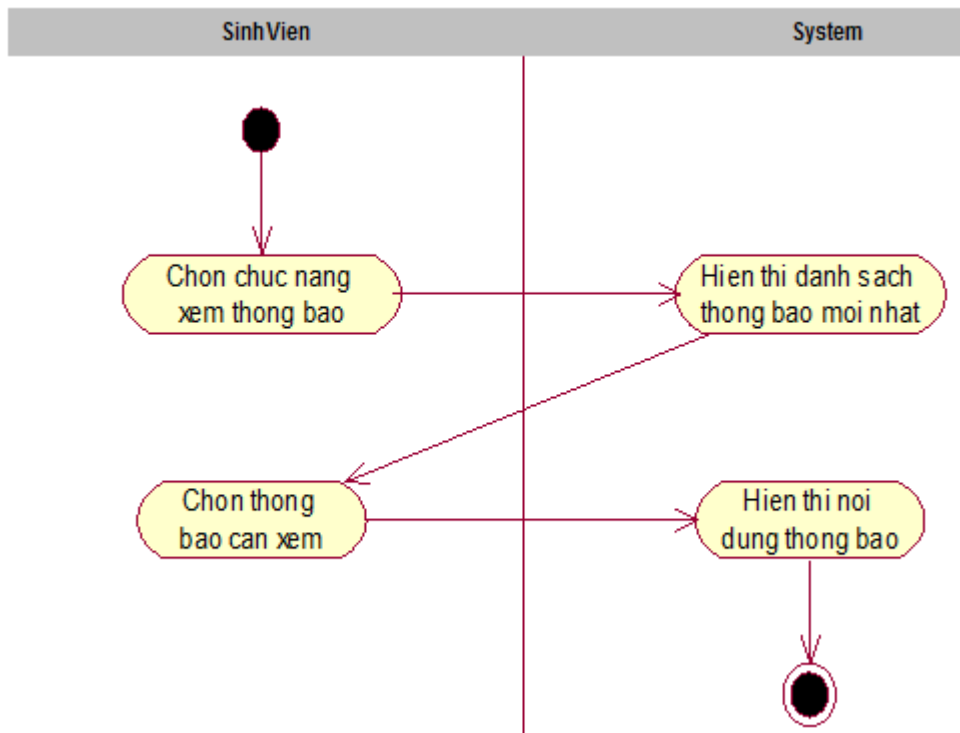 SinhVien
System
Chon chuc nang
xem thong bao
Hien thi danh sach
thong bao moi nhat
Chon thong
bao can xem
Hien thi noi
dung thong bao